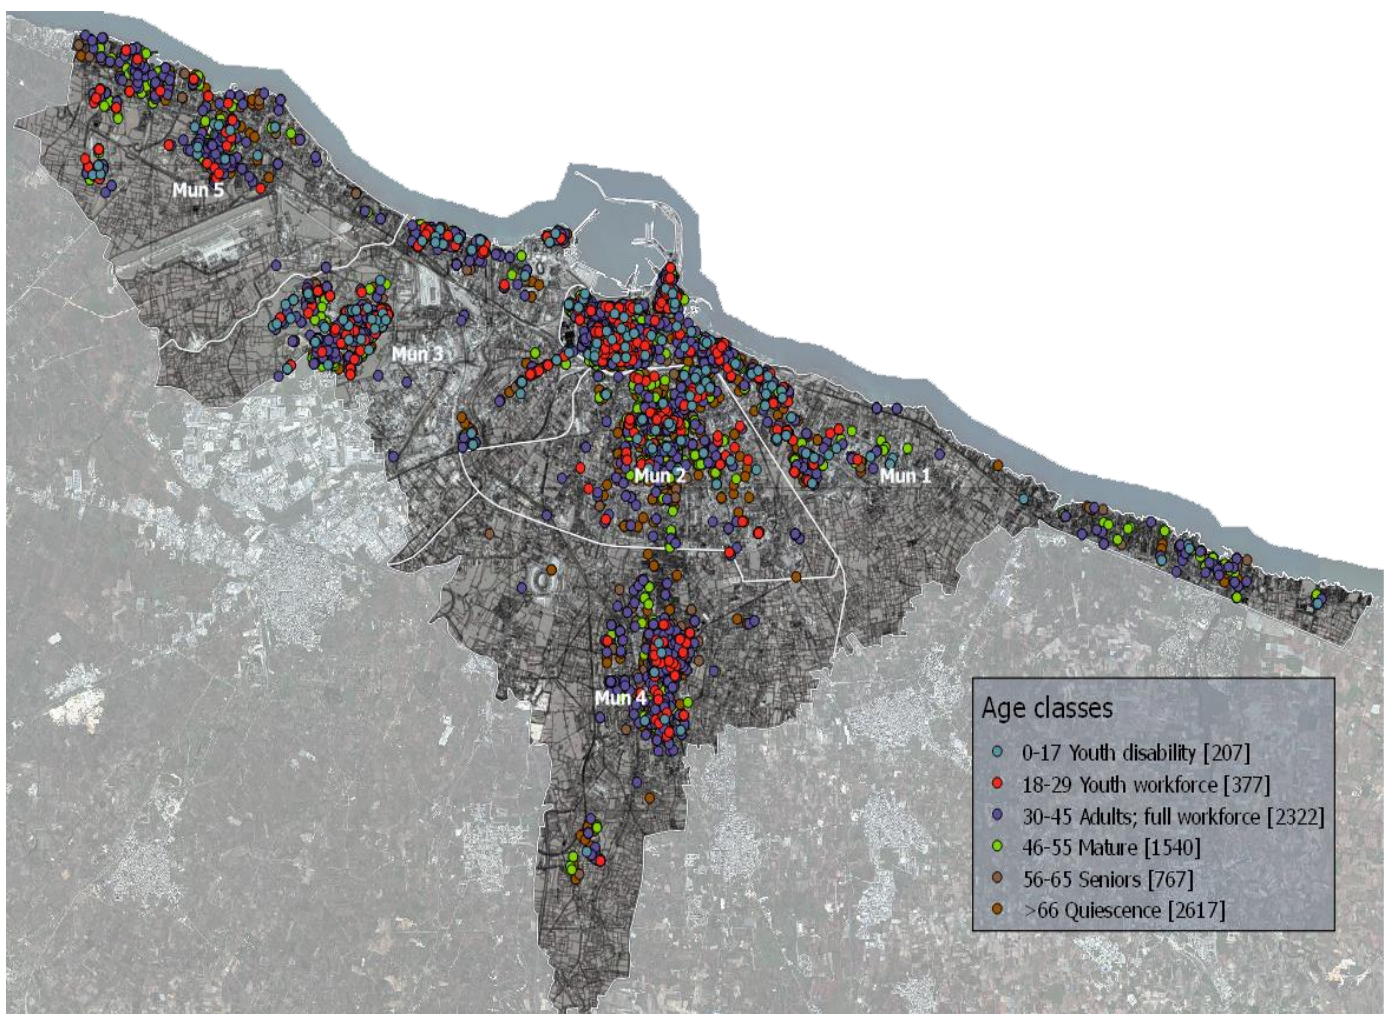 Mun 5
Mun 3
Mun 2
Mun 1
Mun 4
Age classes
0-17 Youth disability [207]
18-29 Youth workforce [377]
30-45 Adults; full workforce [2322]
46-55 Mature [1540]
56-65 Seniors [767]
>66 Quiescence [2617]